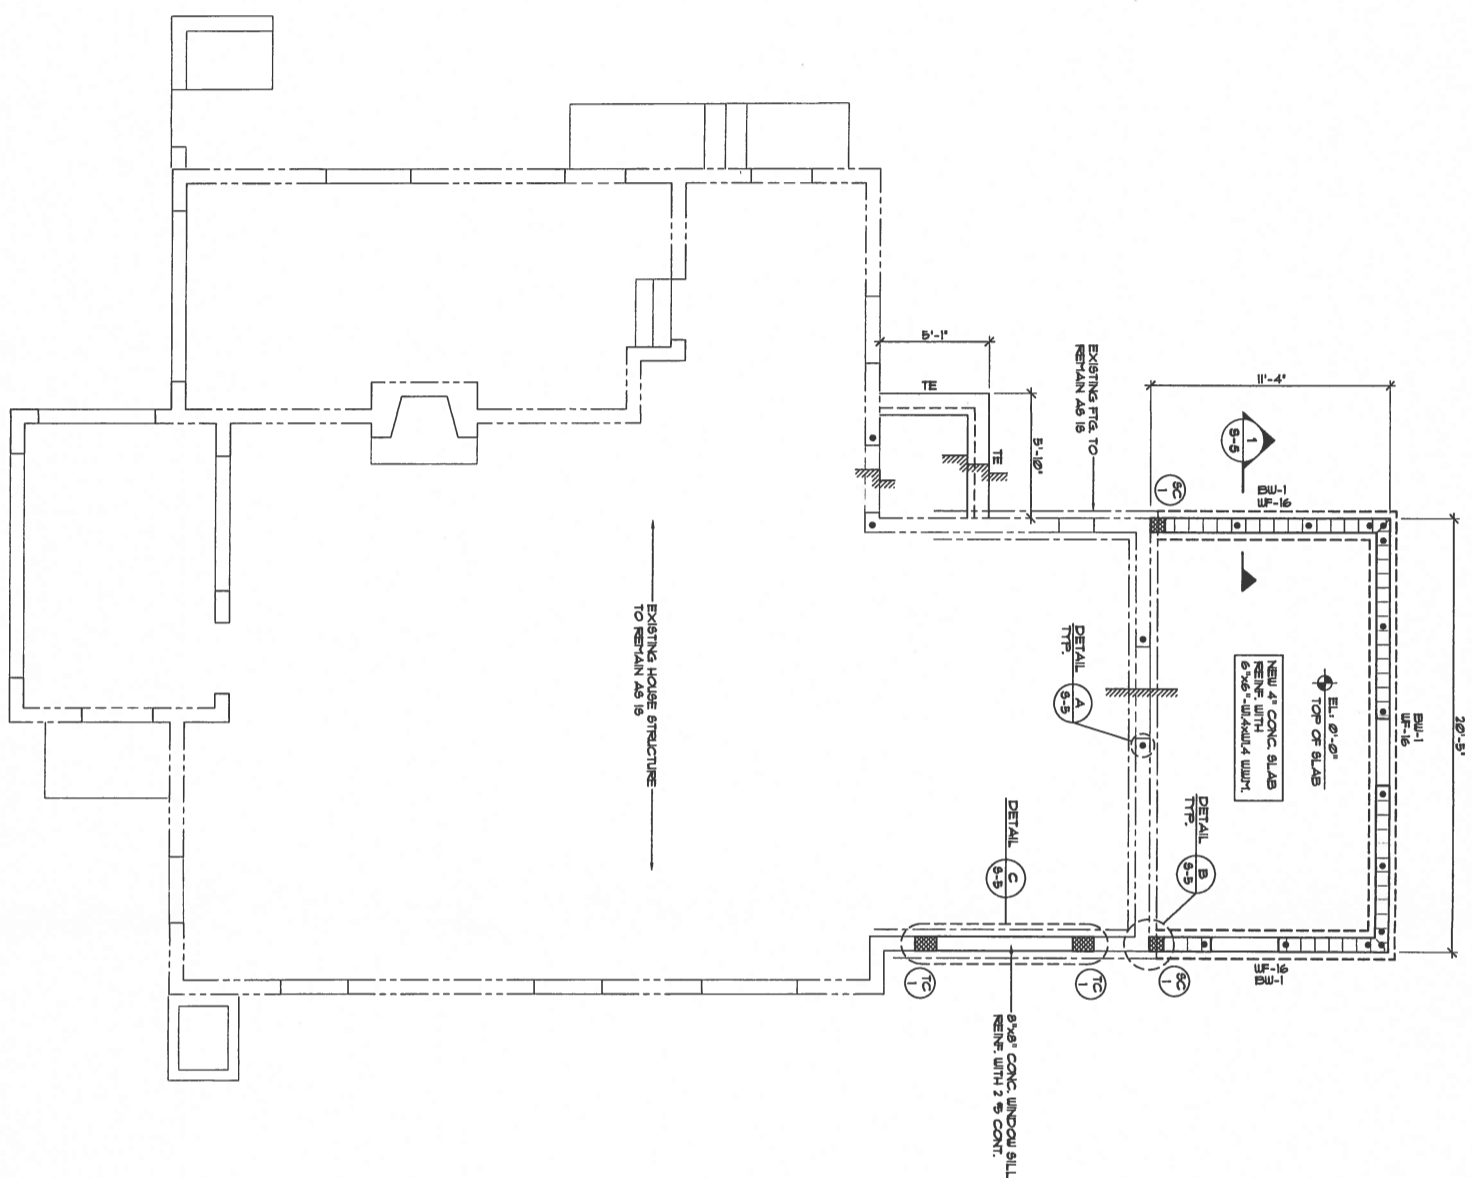 20'-5"
BW-1
WF-16
11'-4"
BW-1
WF-16
1
S-5
SC
1
EL: 0'-0"
TOP OF SLAB
NEW 4" CONC. SLAB
REINF. WITH
6"x6"-W1.4xW1.4 WWM.
WF-16
BW-1
SC
1
DETAIL B
TYP. S-5
EXISTING FTG. TO
REMAIN AS IS
DETAIL A
TYP. S-5
5'-10"
5'-1"
TE
TE
DETAIL C
S-5
TC
1
TC
1
8"x8" CONC. WINDOW SILL
REINF. WITH 2 #5 CONT.
EXISTING HOUSE STRUCTURE
TO REMAIN AS IS